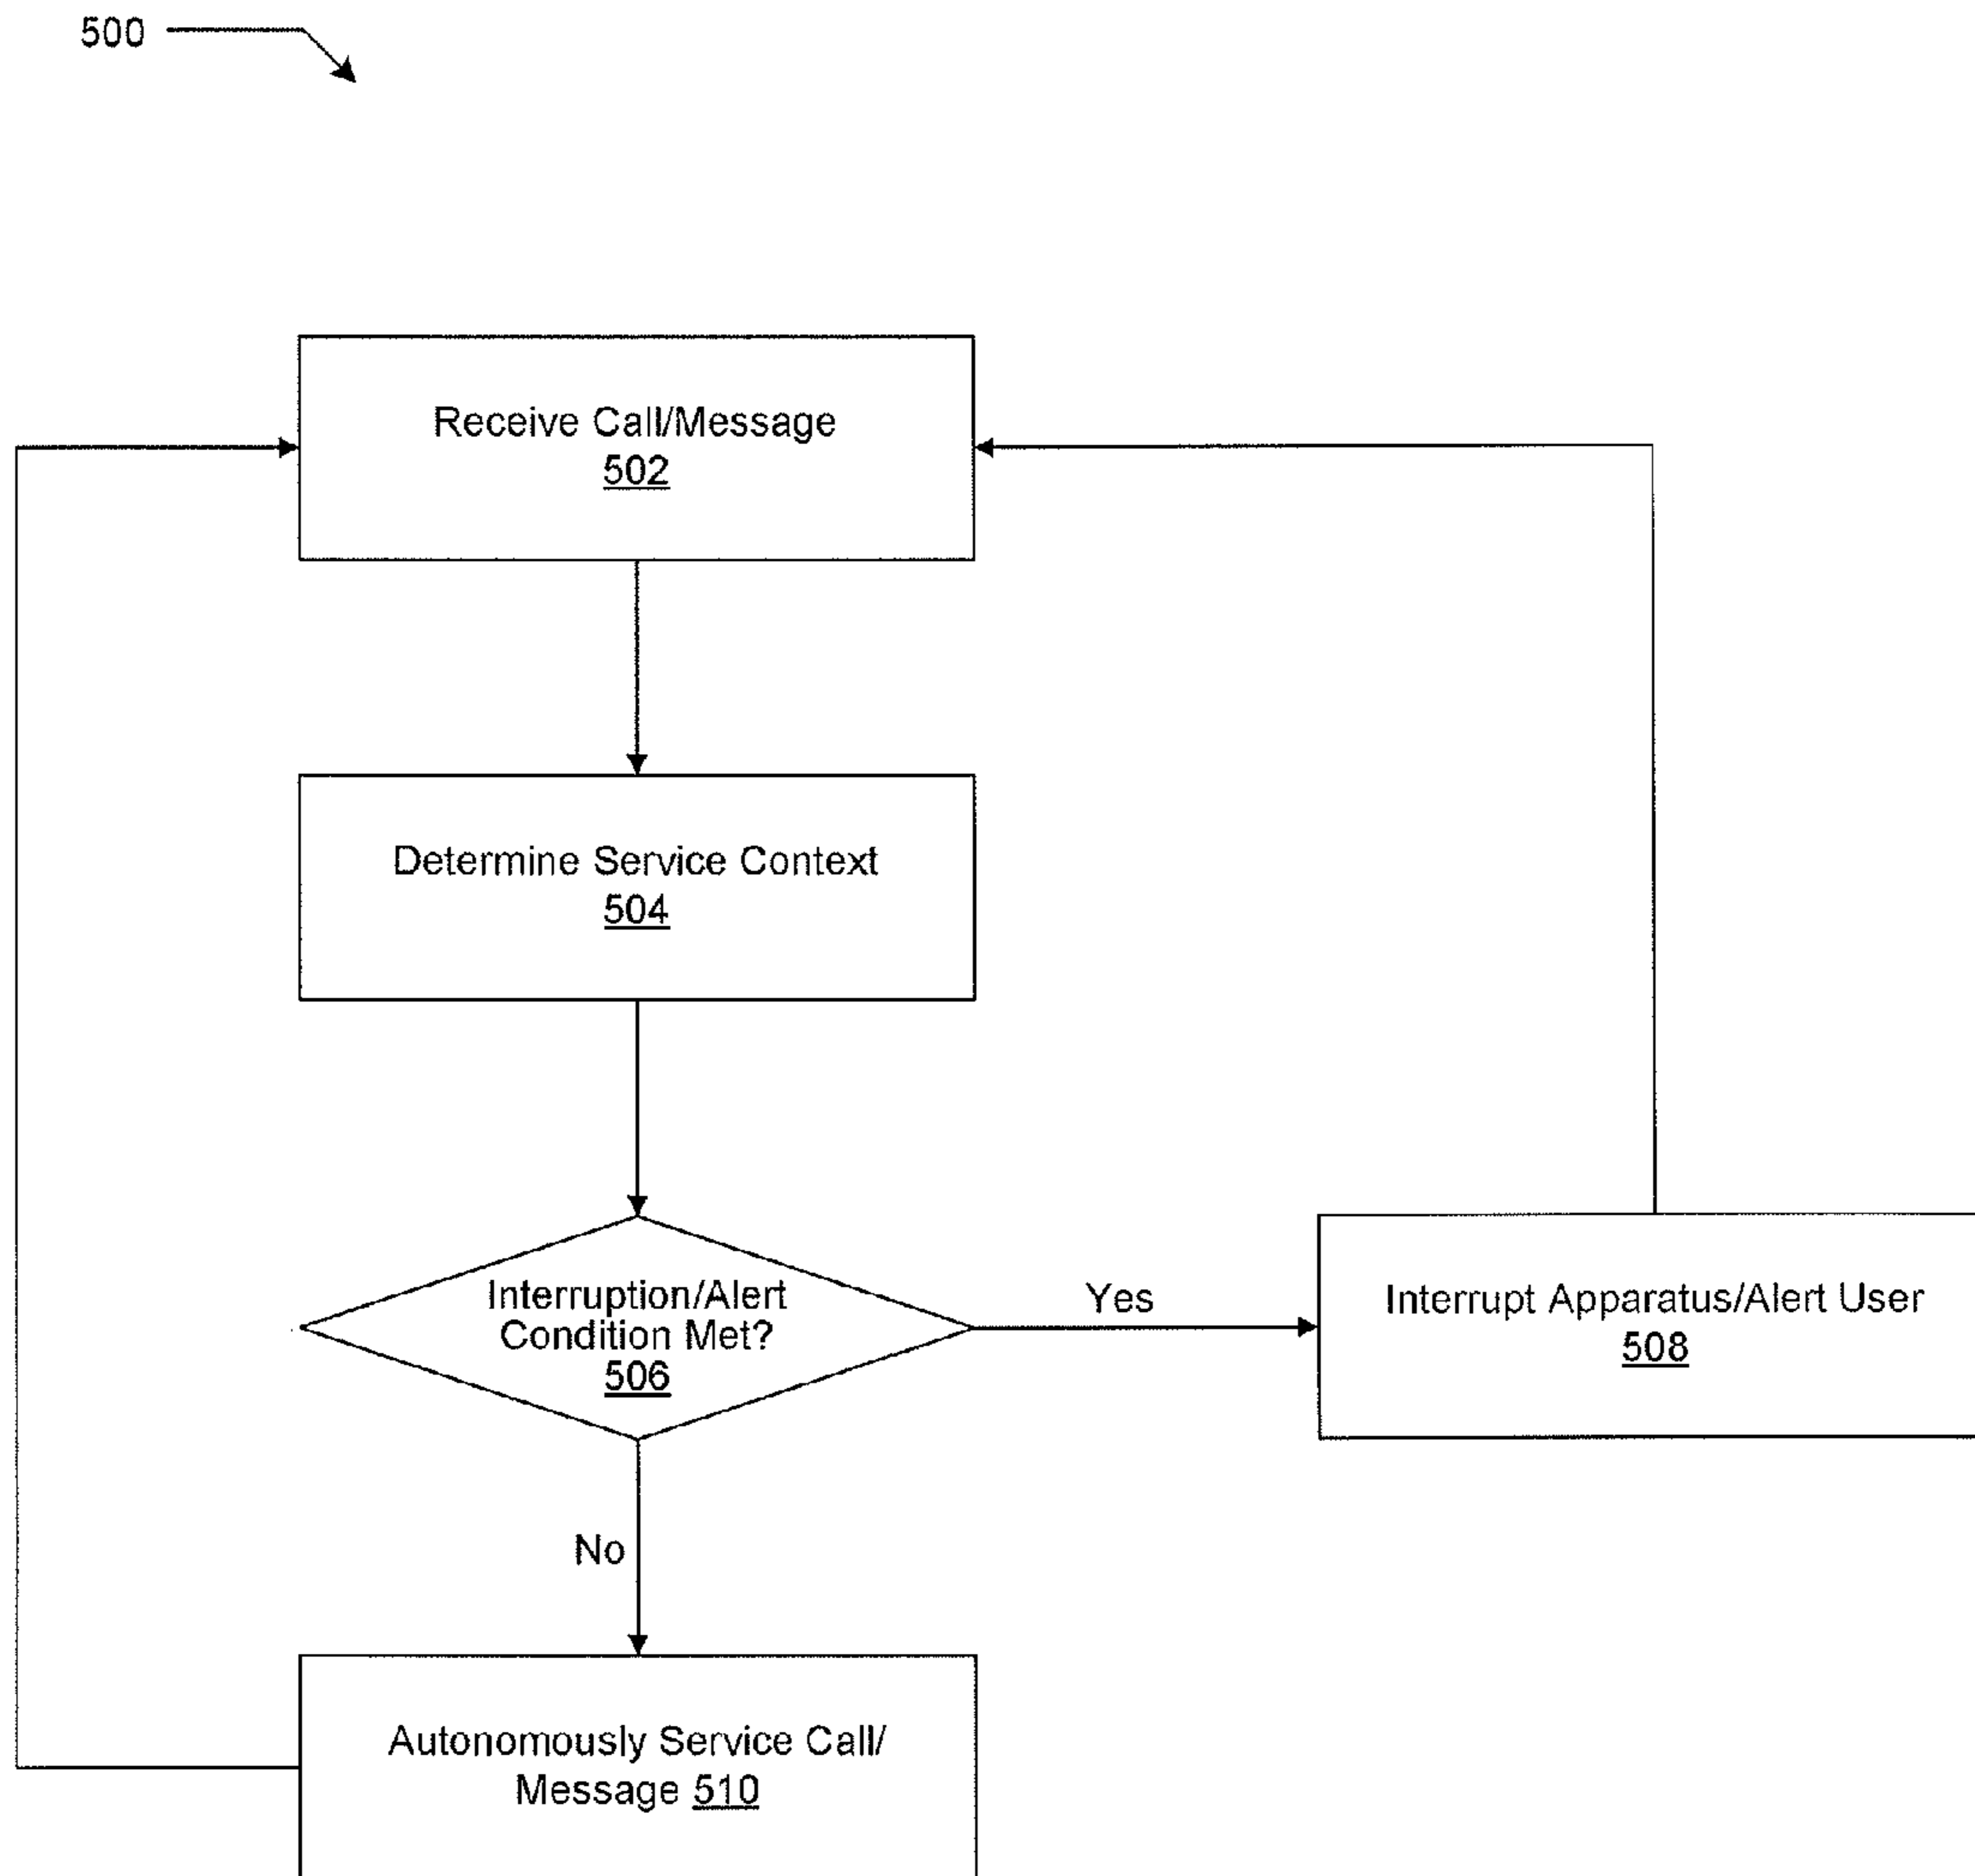 500
Receive Call/Message
502
Determine Service Context
504
Interruption/Alert
Condition Met?
506
Yes
Interrupt Apparatus/Alert User
508
No
Autonomously Service Call/
Message 510